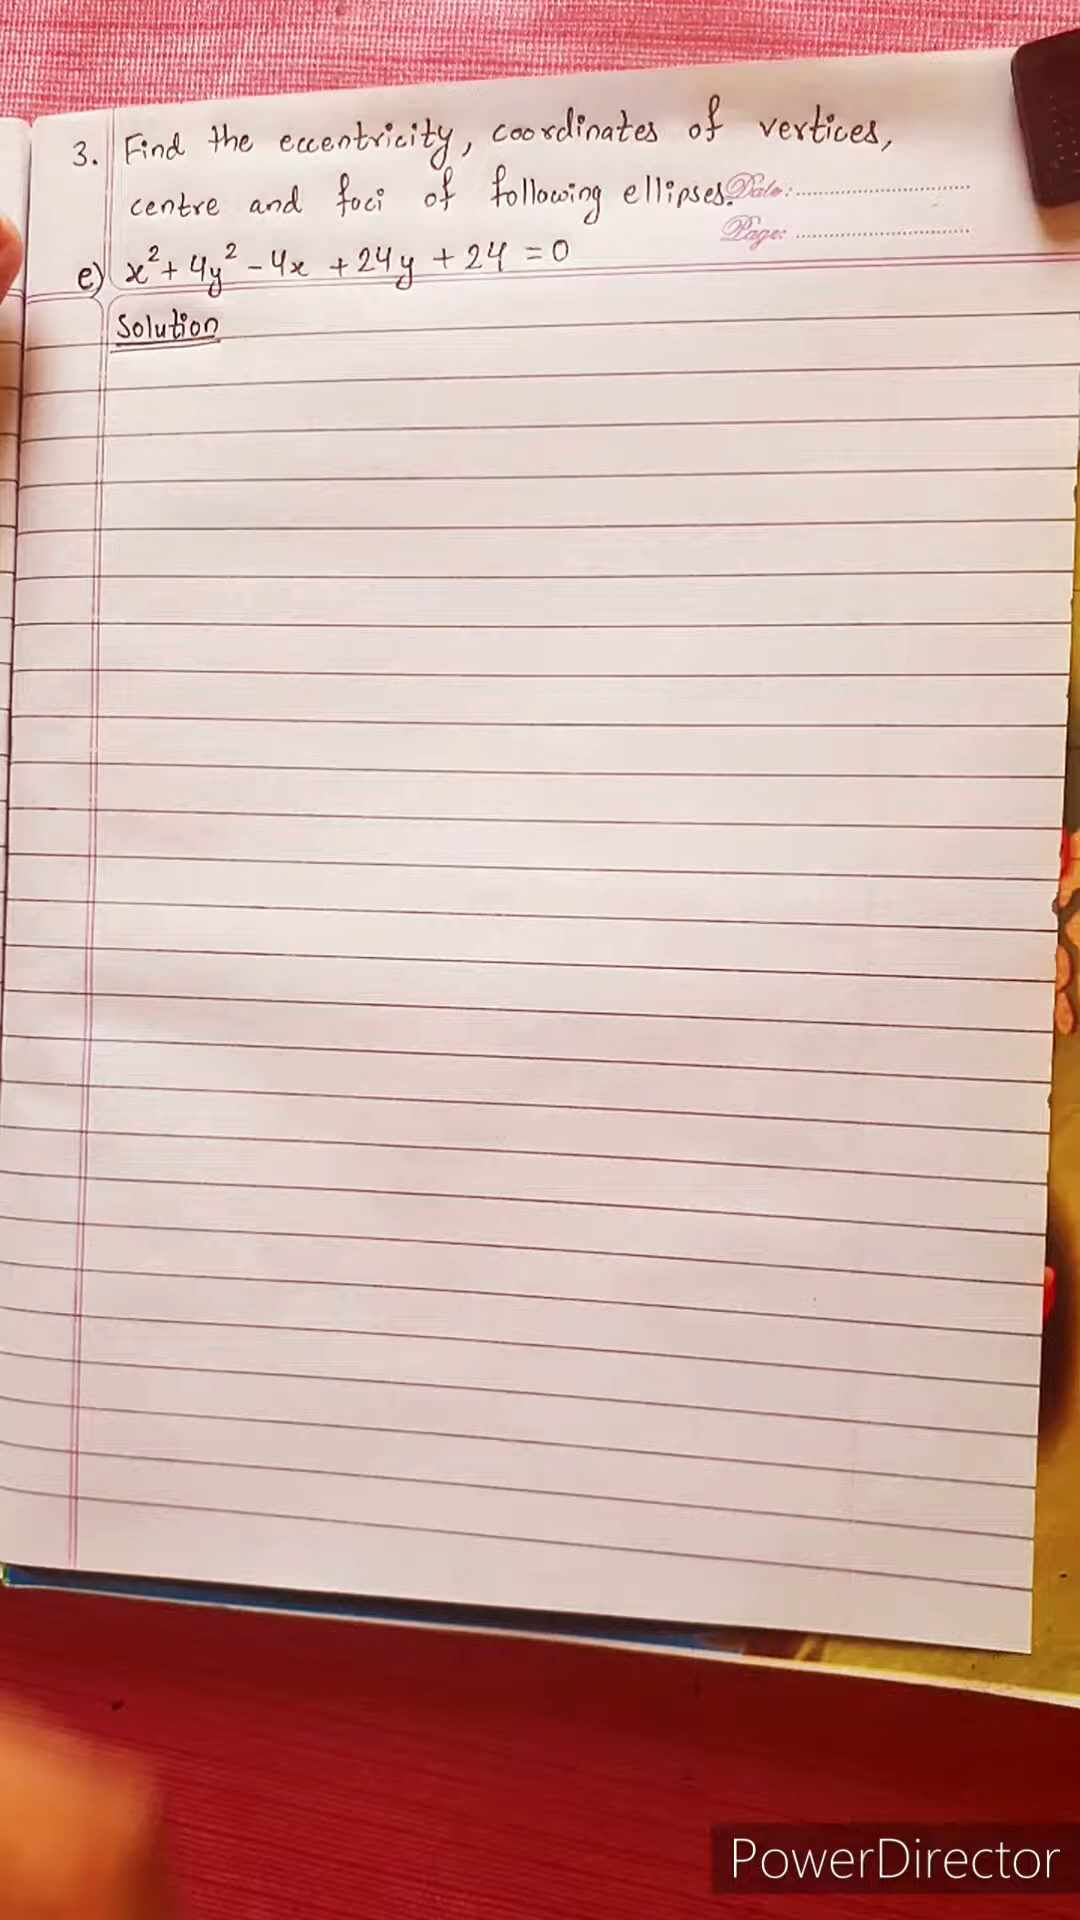 3. Find the eccentricity, coordinates of vertices,
centre and foci of following ellipses.
Date:
Page:
e) x²+ 4y² - 4x + 24y + 24 = 0
Solution
PowerDirector